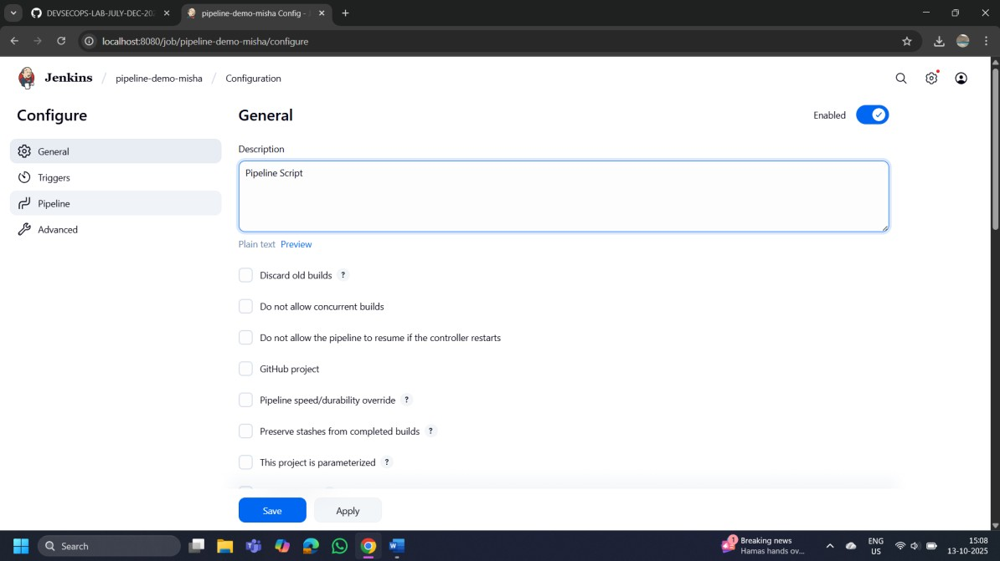 DEVSECOPS-LAB-JULY-DEC-202
pipeline-demo-misha Config - J
localhost:8080/job/pipeline-demo-misha/configure
Jenkins / pipeline-demo-misha / Configuration
Configure
General
Triggers
Pipeline
Advanced
General
Enabled
Description
Pipeline Script
Plain text Preview
Discard old builds ?
Do not allow concurrent builds
Do not allow the pipeline to resume if the controller restarts
GitHub project
Pipeline speed/durability override ?
Preserve stashes from completed builds ?
This project is parameterized ?
Save Apply
Search
1
Breaking news
Hamas hands ov...
ENG
US
15:08
13-10-2025